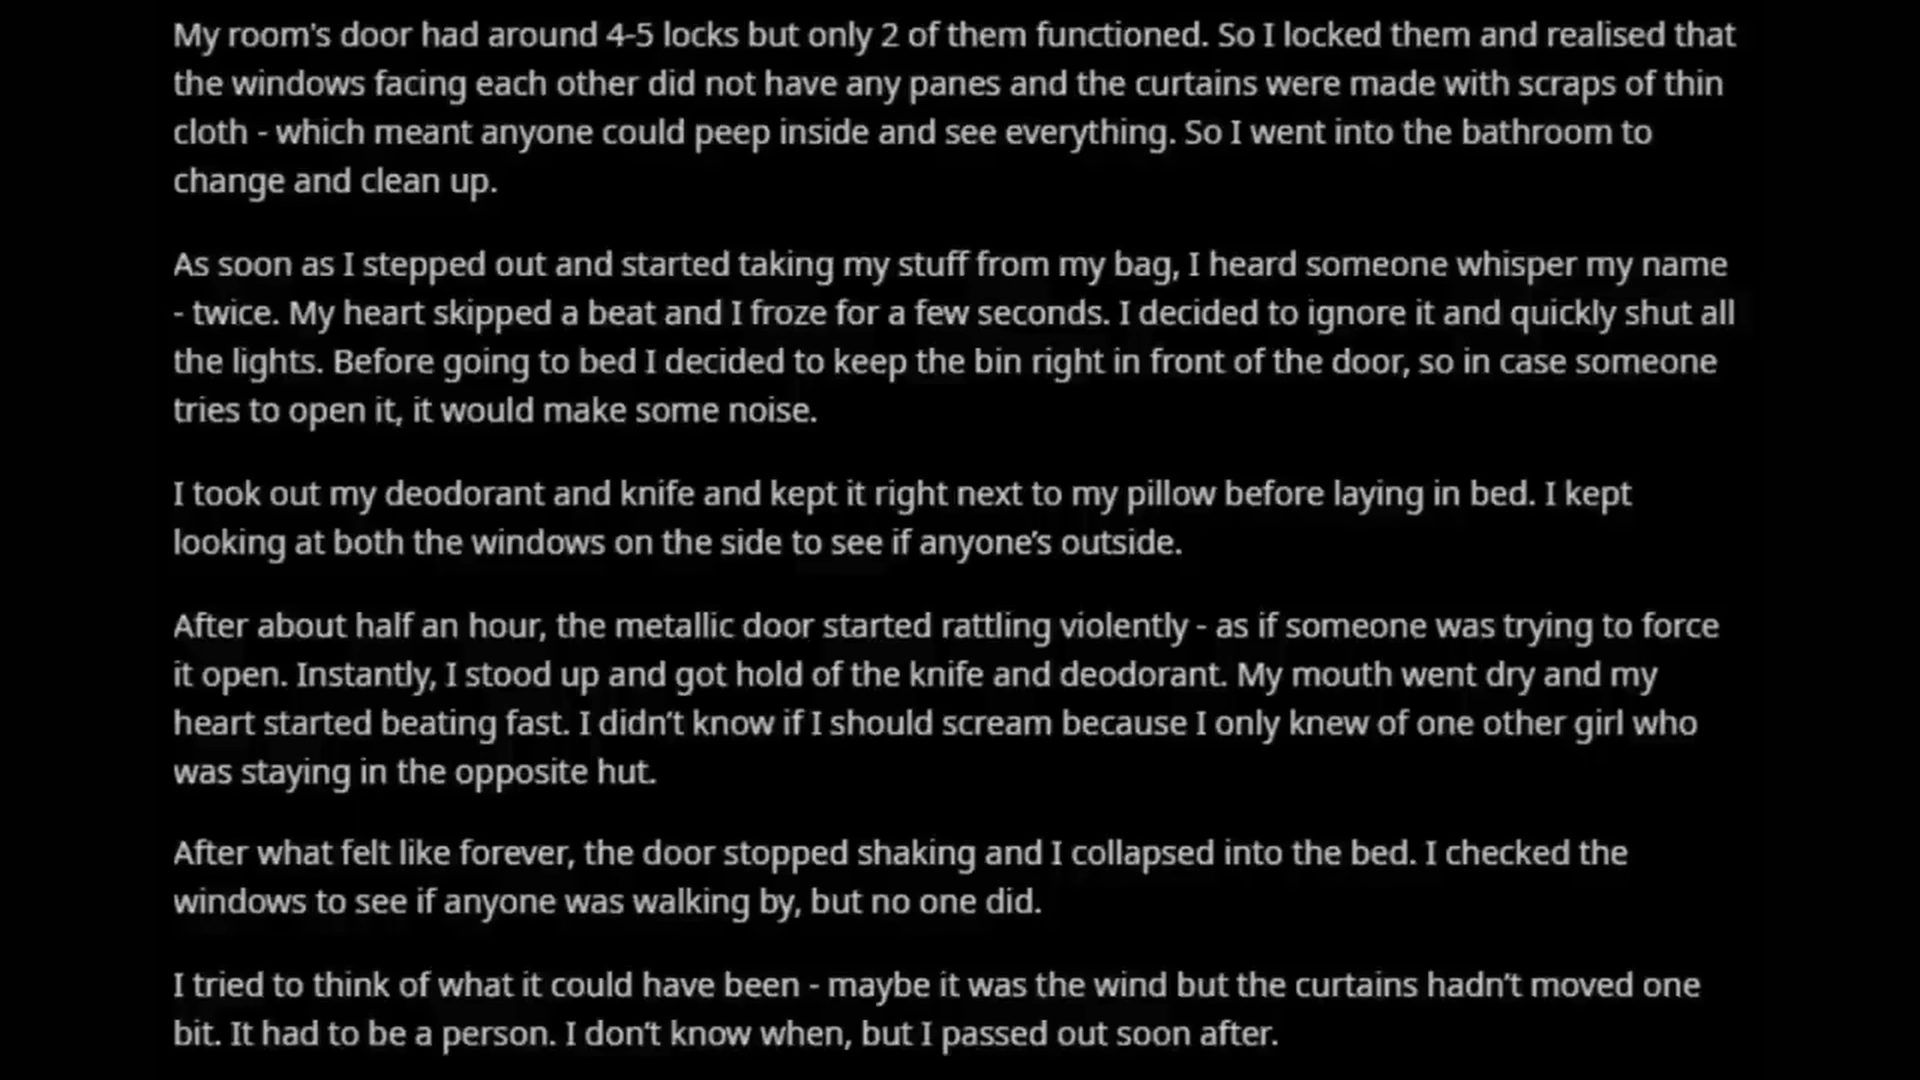 My room's door had around 4-5 locks but only 2 of them functioned. So I locked them and realised that
the windows facing each other did not have any panes and the curtains were made with scraps of thin
cloth - which meant anyone could peep inside and see everything. So I went into the bathroom to
change and clean up.
As soon as I stepped out and started taking my stuff from my bag, I heard someone whisper my name
- twice. My heart skipped a beat and I froze for a few seconds. I decided to ignore it and quickly shut all
the lights. Before going to bed I decided to keep the bin right in front of the door, so in case someone
tries to open it, it would make some noise.
I took out my deodorant and knife and kept it right next to my pillow before laying in bed. I kept
looking at both the windows on the side to see if anyone’s outside.
After about half an hour, the metallic door started rattling violently - as if someone was trying to force
it open. Instantly, I stood up and got hold of the knife and deodorant. My mouth went dry and my
heart started beating fast. I didn’t know if I should scream because I only knew of one other girl who
was staying in the opposite hut.
After what felt like forever, the door stopped shaking and I collapsed into the bed. I checked the
windows to see if anyone was walking by, but no one did.
I tried to think of what it could have been - maybe it was the wind but the curtains hadn’t moved one
bit. It had to be a person. I don’t know when, but I passed out soon after.